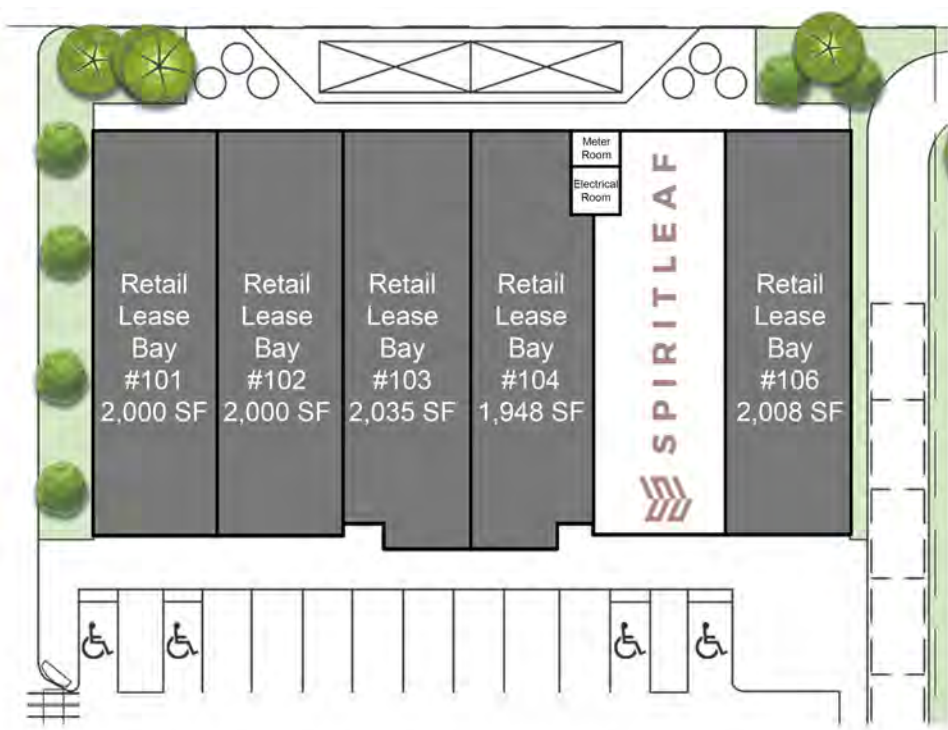 Meter
Room
Electrical
Room
Retail
Lease
Bay
#101
2,000 SF
Retail
Lease
Bay
#102
2,000 SF
Retail
Lease
Bay
#103
2,035 SF
Retail
Lease
Bay
#104
1,948 SF
SPIRITLEAF
Retail
Lease
Bay
#106
2,008 SF